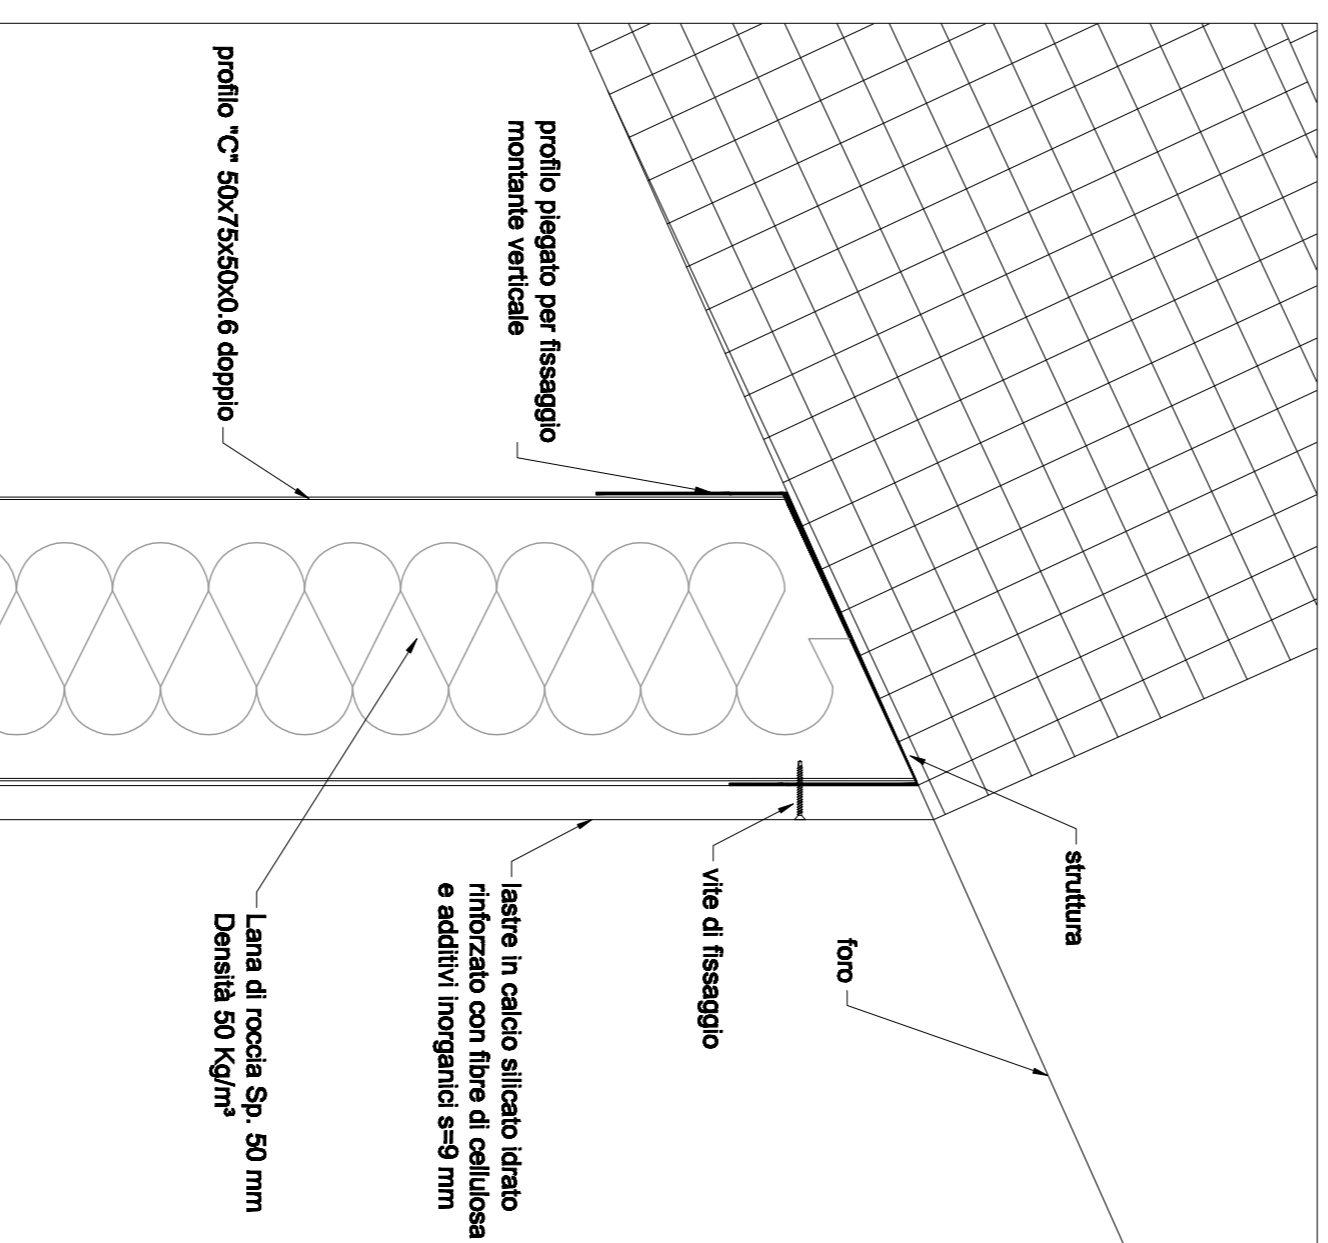 struttura
foro
vite di fissaggio
profilo piegato per fissaggio
montante verticale
lastre in calcio silicato idrato
rinforzato con fibre di cellulosa
e additivi inorganici s=9 mm
profilo "C" 50x75x50x0.6 doppio
Lana di roccia Sp. 50 mm
Densità 50 Kg/m³